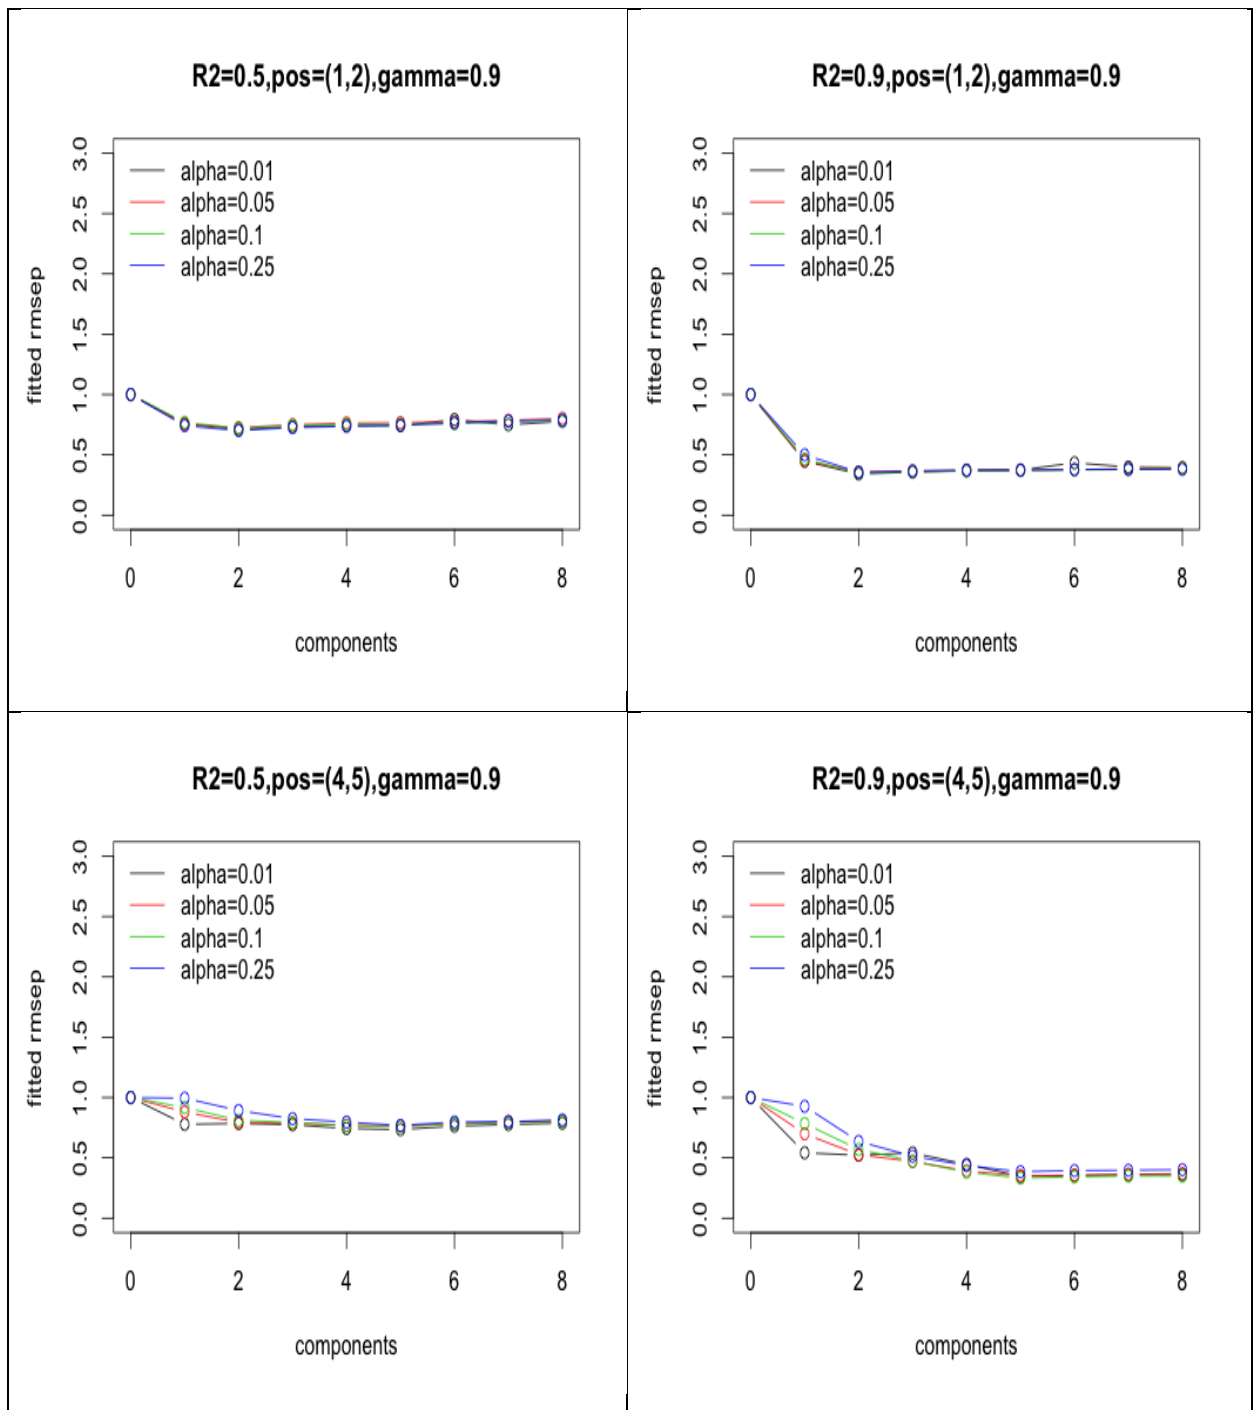 R2=0.5,pos=(1,2),gamma=0.9
3.0
2.5
2.0
1.5
1.0
0.5
0.0
fitted rmsep
alpha=0.01
alpha=0.05
alpha=0.1
alpha=0.25
0 2 4 6 8
components
R2=0.9,pos=(1,2),gamma=0.9
3.0
2.5
2.0
1.5
1.0
0.5
0.0
fitted rmsep
alpha=0.01
alpha=0.05
alpha=0.1
alpha=0.25
0 2 4 6 8
components
R2=0.5,pos=(4,5),gamma=0.9
3.0
2.5
2.0
1.5
1.0
0.5
0.0
fitted rmsep
alpha=0.01
alpha=0.05
alpha=0.1
alpha=0.25
0 2 4 6 8
components
R2=0.9,pos=(4,5),gamma=0.9
3.0
2.5
2.0
1.5
1.0
0.5
0.0
fitted rmsep
alpha=0.01
alpha=0.05
alpha=0.1
alpha=0.25
0 2 4 6 8
components